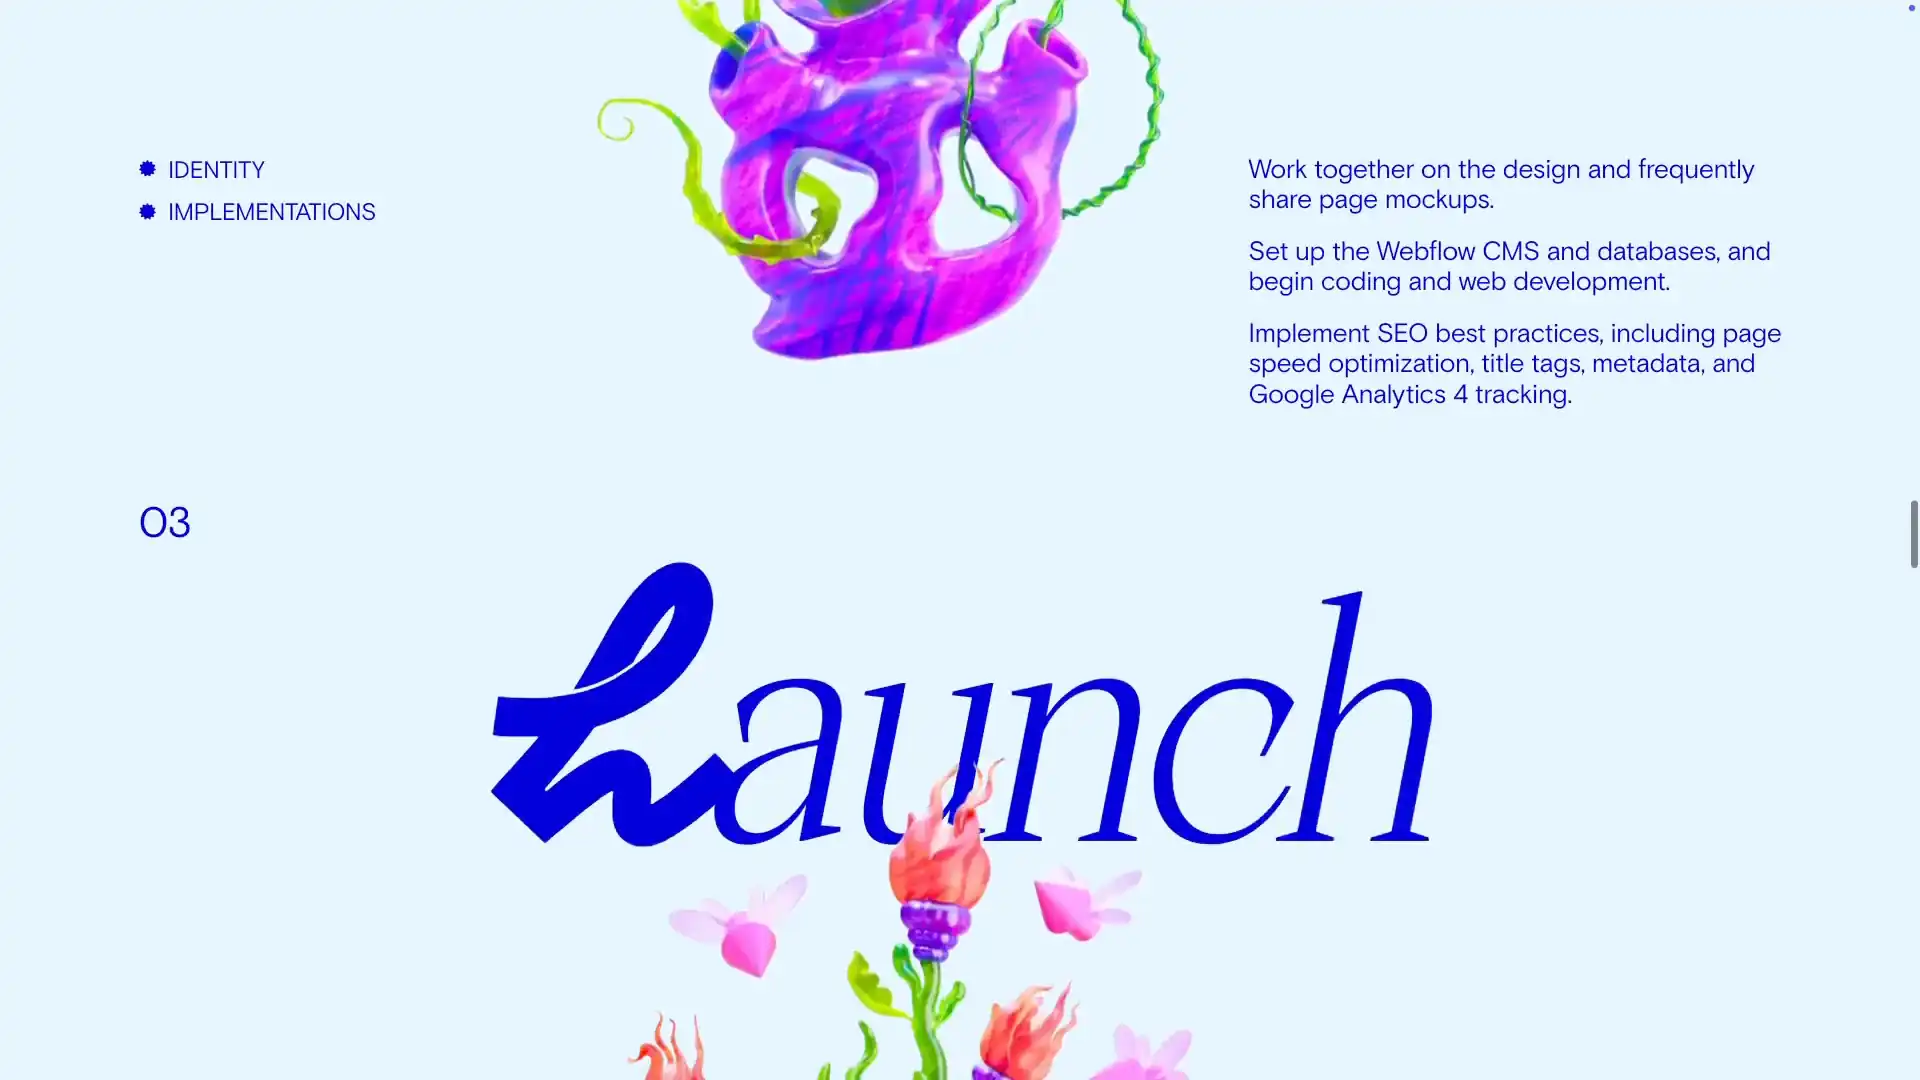 IDENTITY
IMPLEMENTATIONS
Work together on the design and frequently
share page mockups.
Set up the Webflow CMS and databases, and
begin coding and web development.
Implement SEO best practices, including page
speed optimization, title tags, metadata, and
Google Analytics 4 tracking.
03
Launch